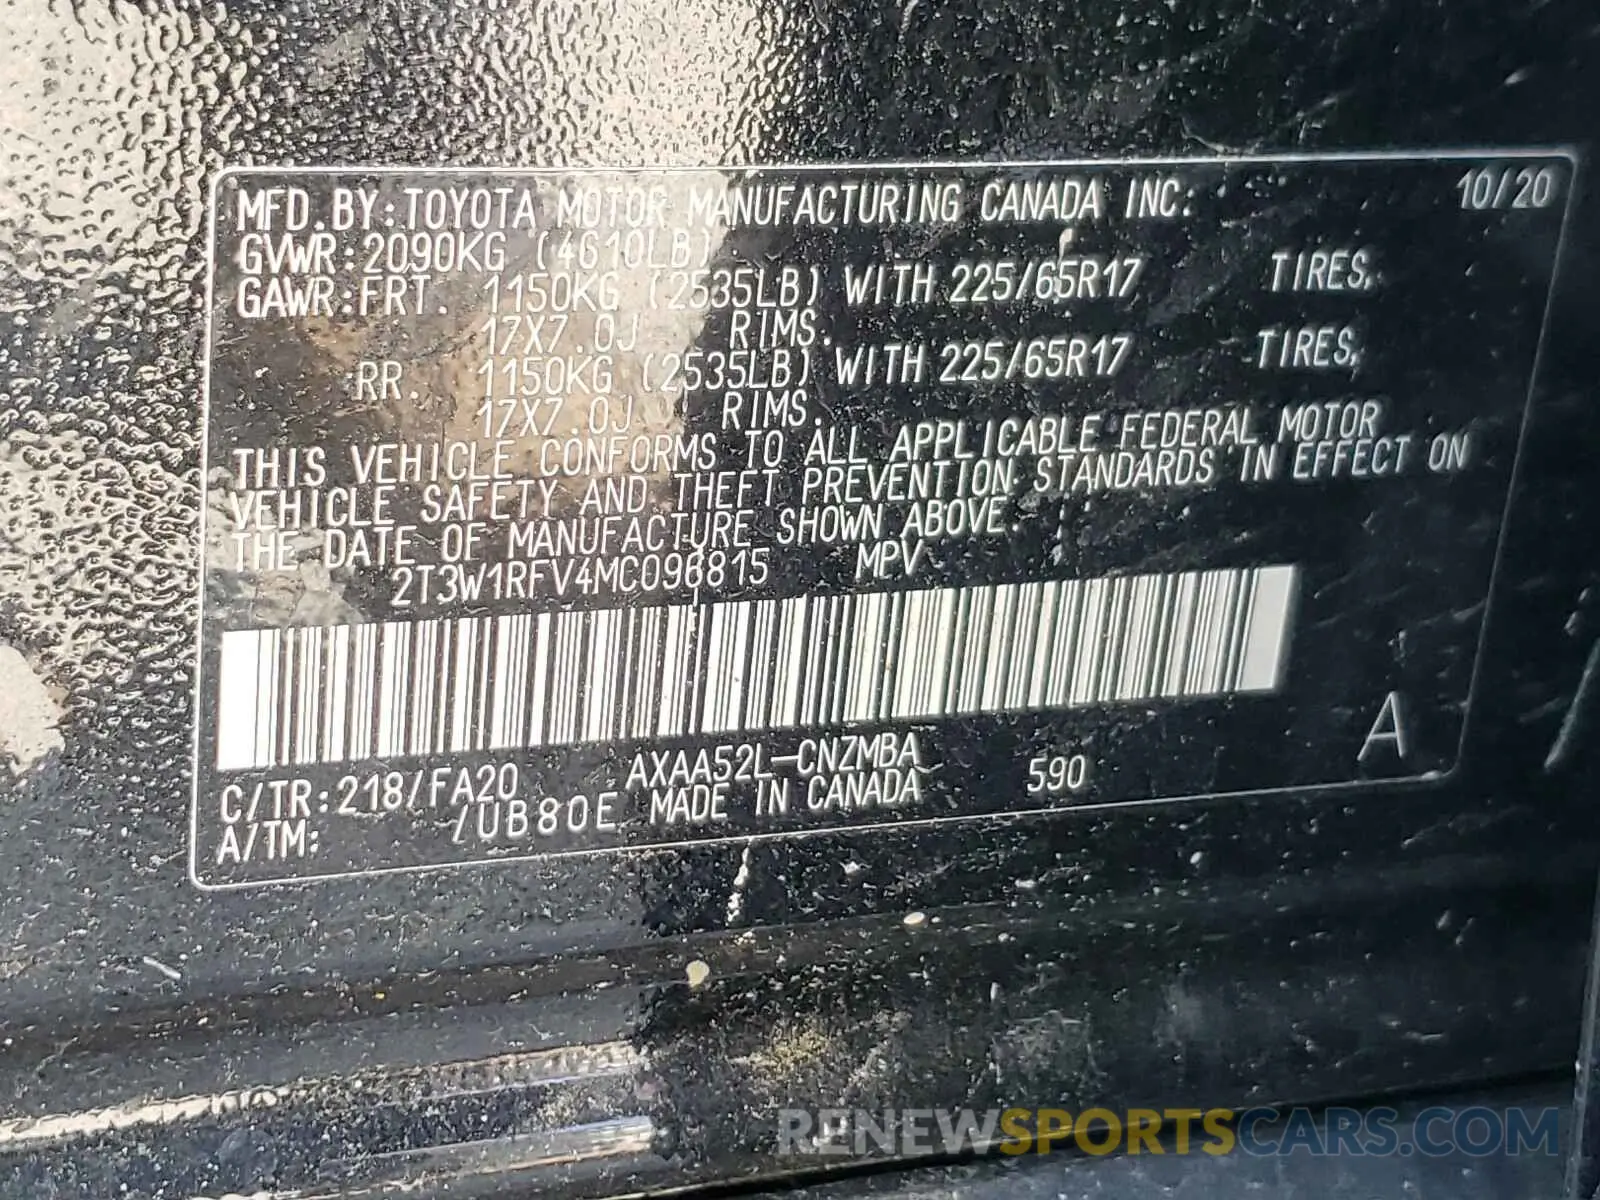 MFD.BY:TOYOTA MOTOR MANUFACTURING CANADA INC: 10/20
GVWR:2090KG (4610LB)
GAWR:FRT. 1150KG (2535LB) WITH 225/65R17 TIRES,
17X7.0J RIMS.
RR. 1150KG (2535LB) WITH 225/65R17 TIRES,
17X7.0J RIMS.
THIS VEHICLE CONFORMS TO ALL APPLICABLE FEDERAL MOTOR
VEHICLE SAFETY AND THEFT PREVENTION STANDARDS IN EFFECT ON
THE DATE OF MANUFACTURE SHOWN ABOVE.
MPV
A
C/TR:218/FA20 AXAA52L-CNZMBA 590
A/TM: /UB80E MADE IN CANADA
RENEWSPORTSCARS.COM